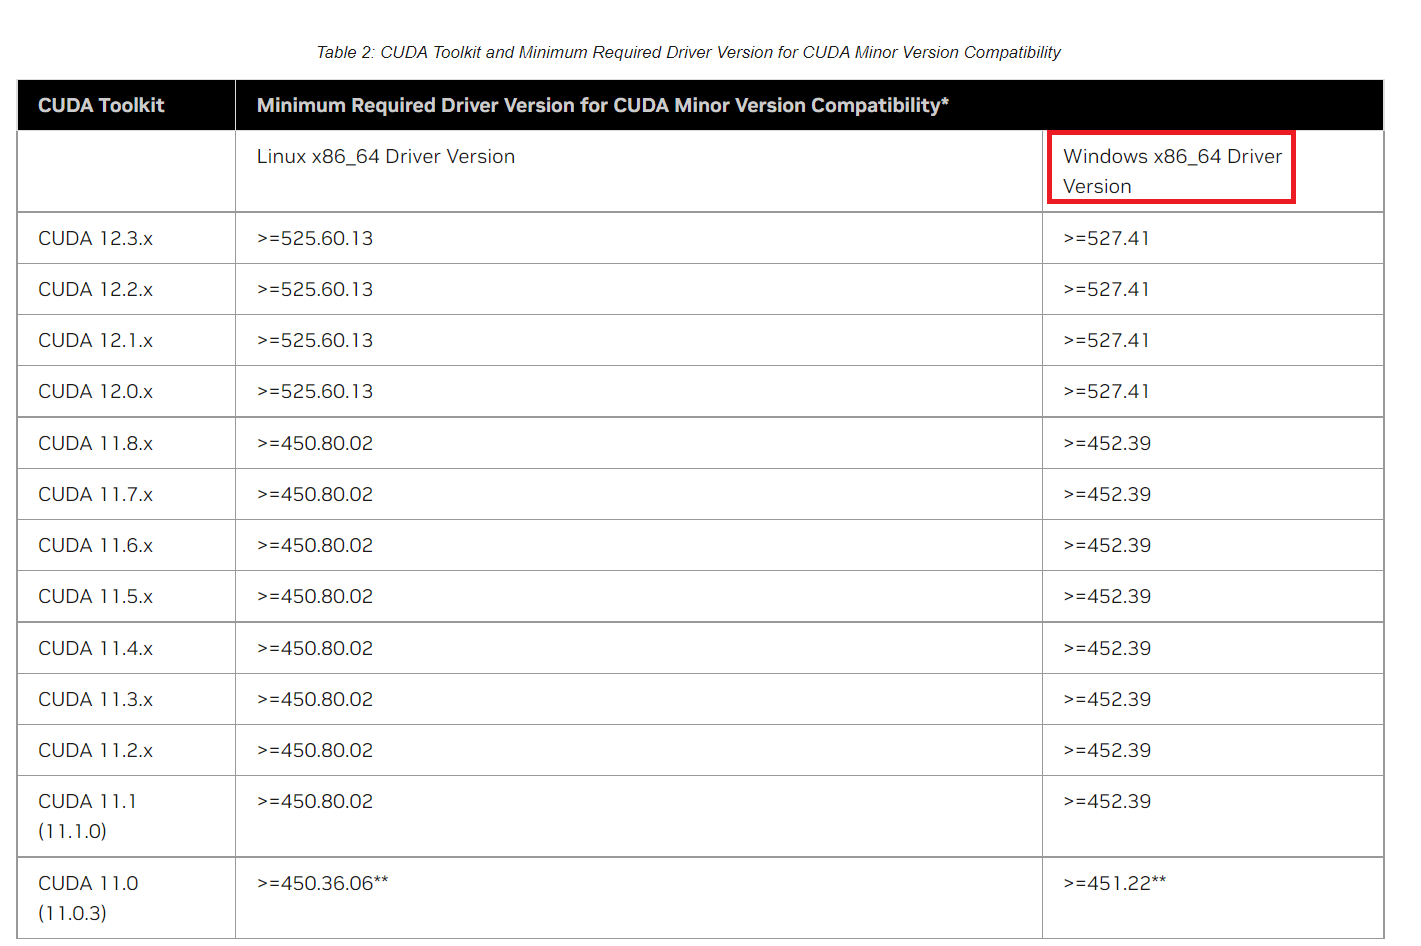 Table 2: CUDA Toolkit and Minimum Required Driver Version for CUDA Minor Version Compatibility
CUDA Toolkit Minimum Required Driver Version for CUDA Minor Version Compatibility*
Linux x86_64 Driver Version Windows x86_64 Driver
Version
CUDA 12.3.x >=525.60.13 >=527.41
CUDA 12.2.x >=525.60.13 >=527.41
CUDA 12.1.x >=525.60.13 >=527.41
CUDA 12.0.x >=525.60.13 >=527.41
CUDA 11.8.x >=450.80.02 >=452.39
CUDA 11.7.x >=450.80.02 >=452.39
CUDA 11.6.x >=450.80.02 >=452.39
CUDA 11.5.x >=450.80.02 >=452.39
CUDA 11.4.x >=450.80.02 >=452.39
CUDA 11.3.x >=450.80.02 >=452.39
CUDA 11.2.x >=450.80.02 >=452.39
CUDA 11.1 >=450.80.02 >=452.39
(11.1.0)
CUDA 11.0 >=450.36.06** >=451.22**
(11.0.3)